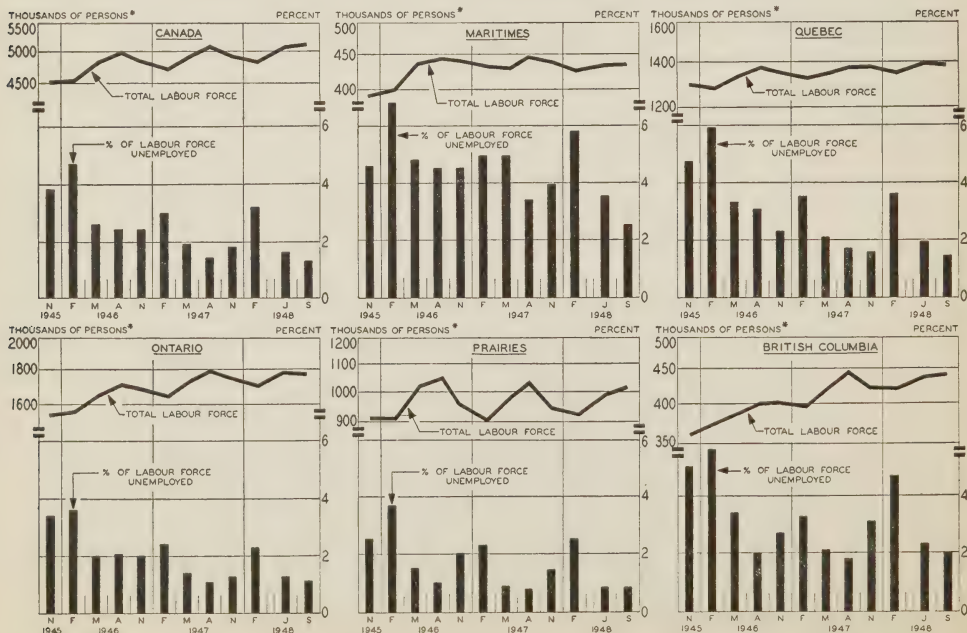 THOUSANDS OF PERSONS* PERCENT
CANADA
5500
5000
4500
TOTAL LABOUR FORCE
% OF LABOUR FORCE
UNEMPLOYED
6
4
2
0
N F M A N F M A N F J S
1945 1946 1947 1948
THOUSANDS OF PERSONS* PERCENT
MARITIMES
500
450
400
TOTAL LABOUR FORCE
% OF LABOUR FORCE
UNEMPLOYED
6
4
2
0
N F M A N F M A N F J S
1945 1946 1947 1948
THOUSANDS OF PERSONS* PERCENT
QUEBEC
1600
1400
1200
TOTAL LABOUR FORCE
% OF LABOUR FORCE
UNEMPLOYED
6
4
2
0
N F M A N F M A N F J S
1945 1946 1947 1948
THOUSANDS OF PERSONS* PERCENT
ONTARIO
2000
1800
1600
TOTAL LABOUR FORCE
% OF LABOUR FORCE
UNEMPLOYED
6
4
2
0
N F M A N F M A N F J S
1945 1946 1947 1948
THOUSANDS OF PERSONS* PERCENT
PRAIRIES
1200
1100
1000
900
TOTAL LABOUR FORCE
% OF LABOUR FORCE
UNEMPLOYED
6
4
2
0
N F M A N F M A N F J S
1945 1946 1947 1948
THOUSANDS OF PERSONS* PERCENT
BRITISH COLUMBIA
500
450
400
350
TOTAL LABOUR FORCE
% OF LABOUR FORCE
UNEMPLOYED
6
4
2
0
N F M A N F M A N F J S
1945 1946 1947 1948